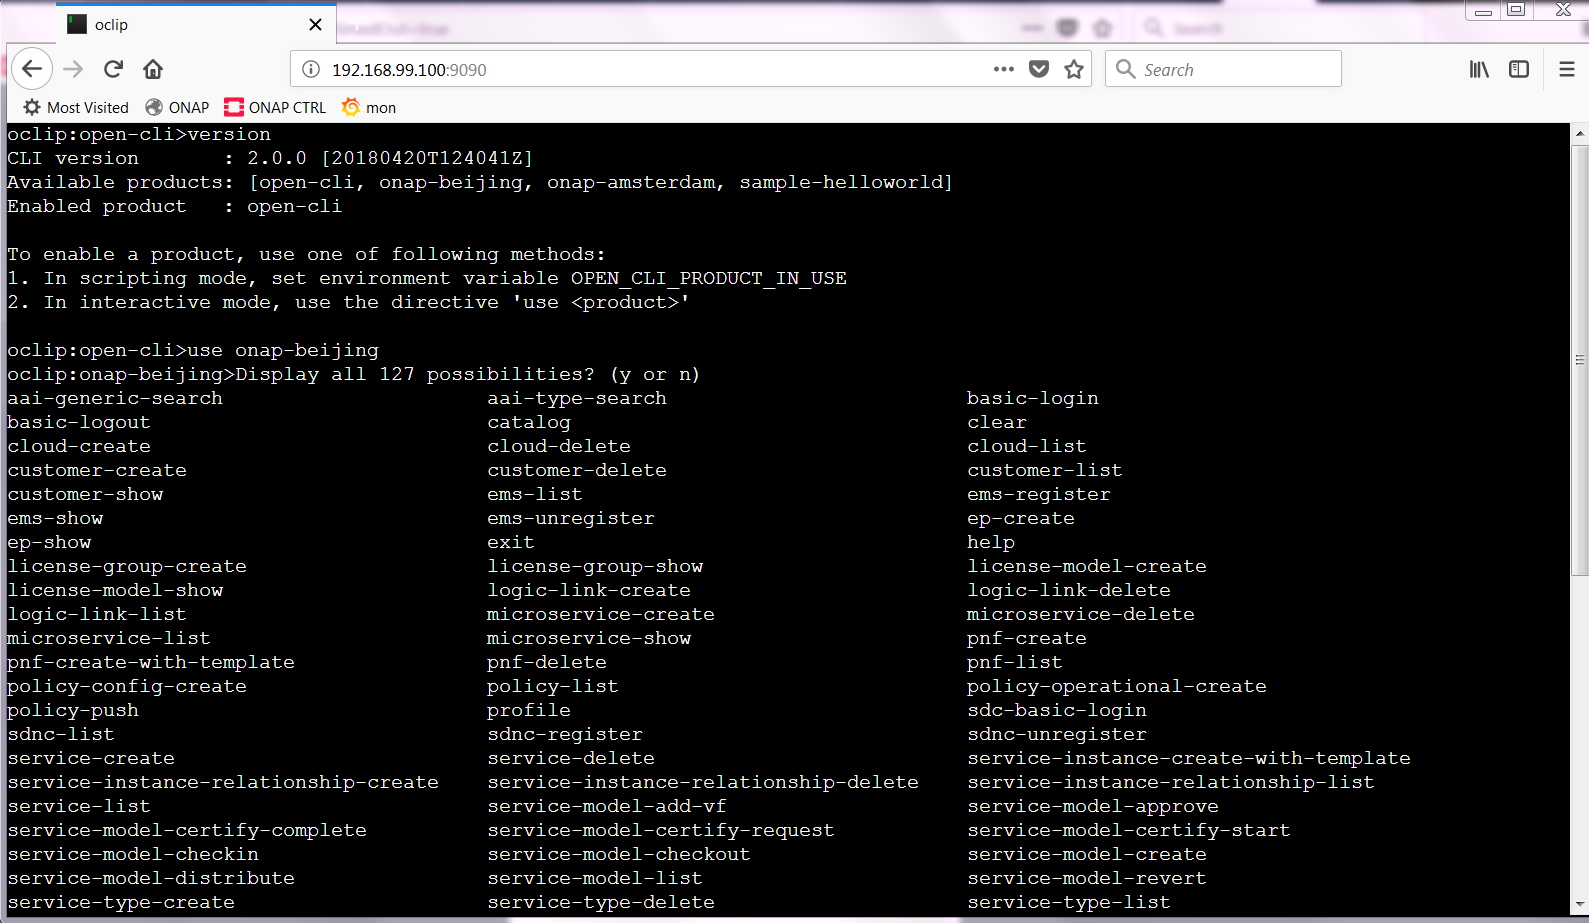 oclip
192.168.99.100:9090
Search
Most Visited ONAP ONAP CTRL mon
oclip:open-cli>version
CLI version : 2.0.0 [20180420T124041Z]
Available products: [open-cli, onap-beijing, onap-amsterdam, sample-helloworld]
Enabled product : open-cli
To enable a product, use one of following methods:
1. In scripting mode, set environment variable OPEN_CLI_PRODUCT_IN_USE
2. In interactive mode, use the directive 'use <product>'
oclip:open-cli>use onap-beijing
oclip:onap-beijing>Display all 127 possibilities? (y or n)
aai-generic-search aai-type-search basic-login
basic-logout catalog clear
cloud-create cloud-delete cloud-list
customer-create customer-delete customer-list
customer-show ems-list ems-register
ems-show ems-unregister ep-create
ep-show exit help
license-group-create license-group-show license-model-create
license-model-show logic-link-create logic-link-delete
logic-link-list microservice-create microservice-delete
microservice-list microservice-show pnf-create
pnf-create-with-template pnf-delete pnf-list
policy-config-create policy-list policy-operational-create
policy-push profile sdc-basic-login
sdnc-list sdnc-register sdnc-unregister
service-create service-delete service-instance-create-with-template
service-instance-relationship-create service-instance-relationship-delete service-instance-relationship-list
service-list service-model-add-vf service-model-approve
service-model-certify-complete service-model-certify-request service-model-certify-start
service-model-checkin service-model-checkout service-model-create
service-model-distribute service-model-list service-model-revert
service-type-create service-type-delete service-type-list